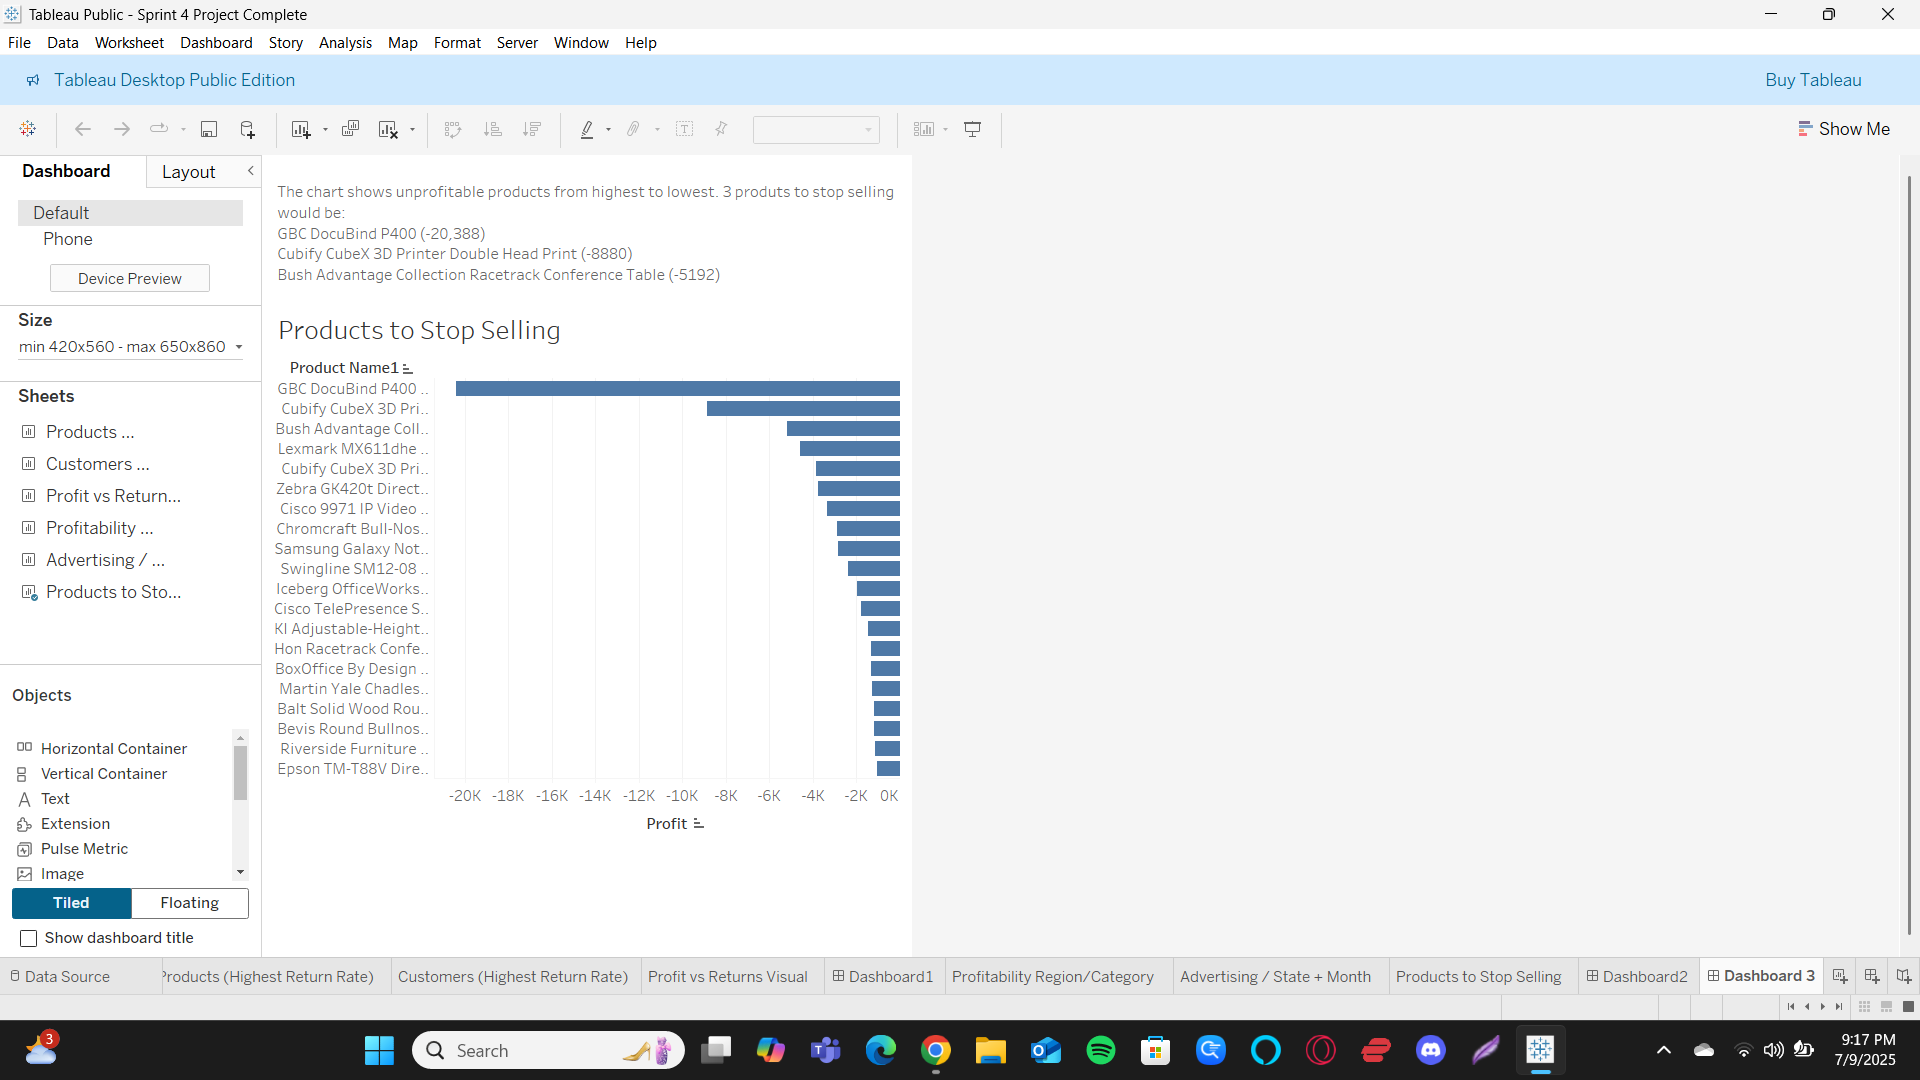 Tableau Public - Sprint 4 Project Complete
File Data Worksheet Dashboard Story Analysis Map Format Server Window Help
Tableau Desktop Public Edition Buy Tableau
Show Me
Dashboard Layout
Default
Phone
Device Preview
Size
min 420x560 - max 650x860
Sheets
Products ...
Customers ...
Profit vs Return...
Profitability ...
Advertising / ...
Products to Sto...
Objects
Horizontal Container
Vertical Container
Text
Extension
Pulse Metric
Image
Tiled Floating
Show dashboard title
The chart shows unprofitable products from highest to lowest. 3 produts to stop selling
would be:
GBC DocuBind P400 (-20,388)
Cubify CubeX 3D Printer Double Head Print (-8880)
Bush Advantage Collection Racetrack Conference Table (-5192)
Products to Stop Selling
Product Name1
GBC DocuBind P400 ..
Cubify CubeX 3D Pri..
Bush Advantage Coll..
Lexmark MX611dhe ..
Cubify CubeX 3D Pri..
Zebra GK420t Direct..
Cisco 9971 IP Video ..
Chromcraft Bull-Nos..
Samsung Galaxy Not..
Swingline SM12-08 ..
Iceberg OfficeWorks..
Cisco TelePresence S..
KI Adjustable-Height..
Hon Racetrack Confe..
BoxOffice By Design ..
Martin Yale Chadles..
Balt Solid Wood Rou..
Bevis Round Bullnos..
Riverside Furniture ..
Epson TM-T88V Dire..
-20K -18K -16K -14K -12K -10K -8K -6K -4K -2K 0K
Profit
Data Source Products (Highest Return Rate) Customers (Highest Return Rate) Profit vs Returns Visual Dashboard1 Profitability Region/Category Advertising / State + Month Products to Stop Selling Dashboard2 Dashboard 3
3
Search
9:17 PM
7/9/2025